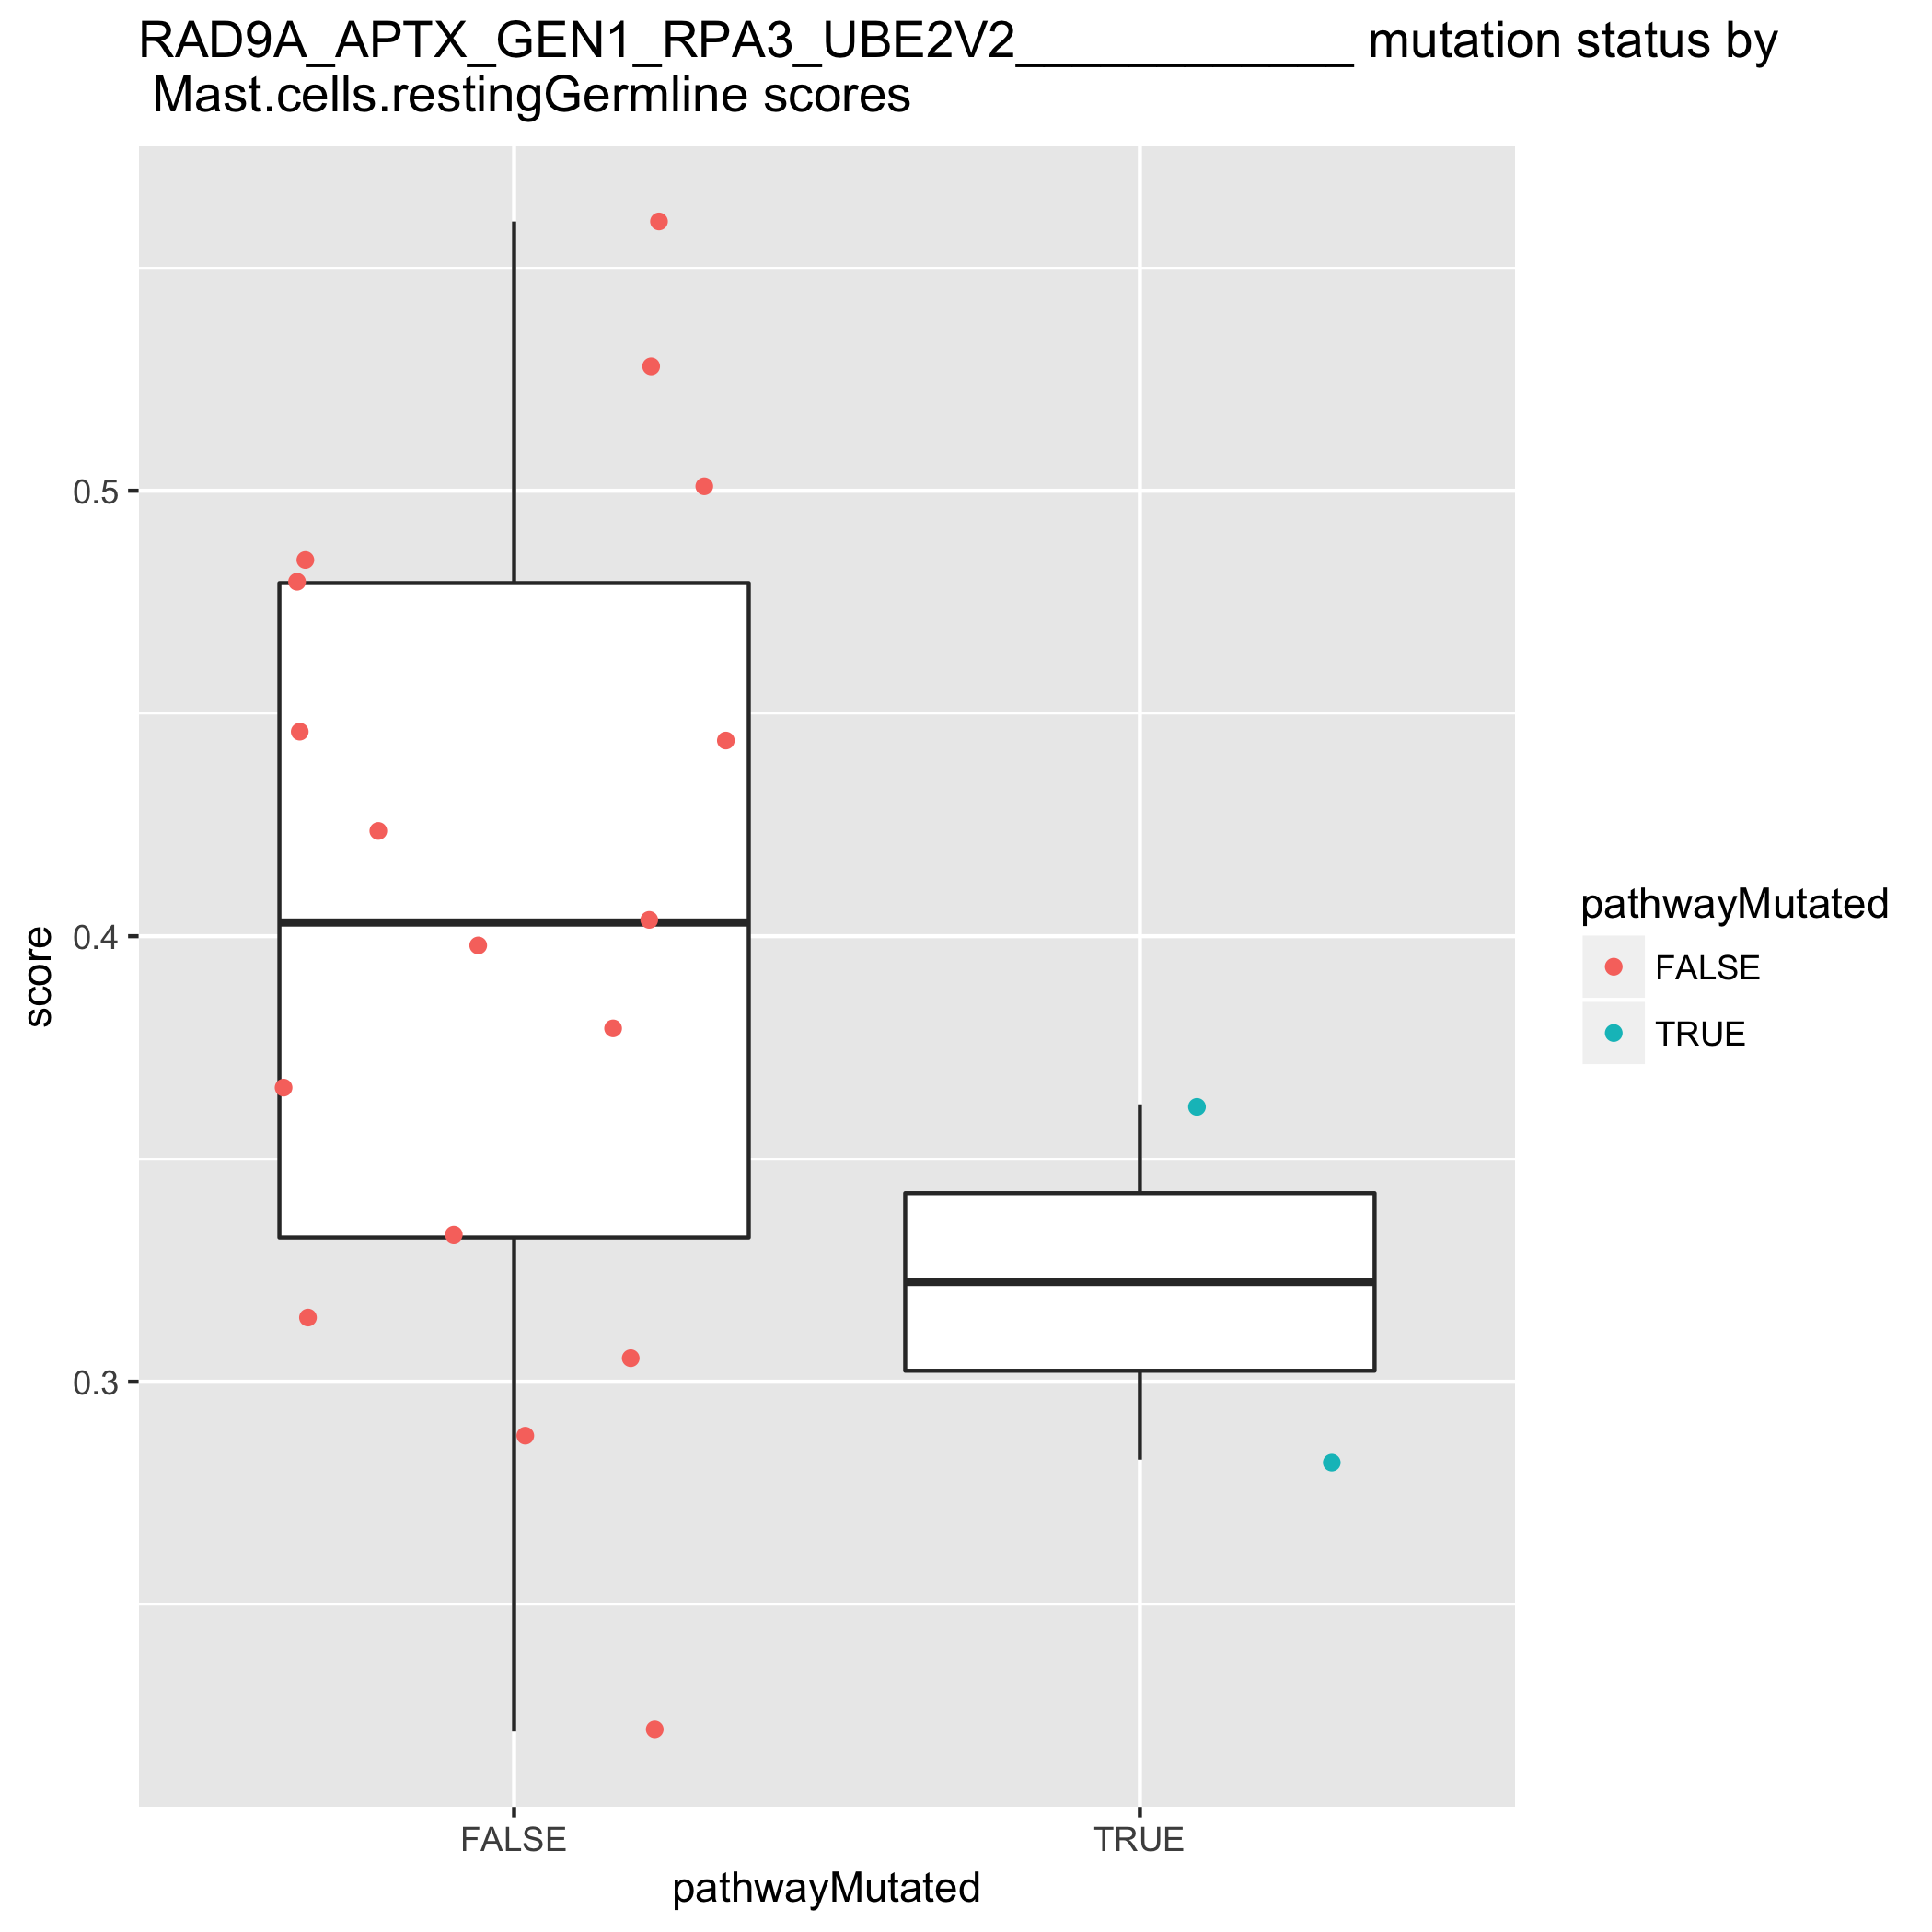 RAD9A_APTX_GEN1_RPA3_UBE2V2____________ mutation status by
Mast.cells.restingGermline scores
0.5
0.4
0.3
score
FALSE
TRUE
pathwayMutated
pathwayMutated
FALSE
TRUE